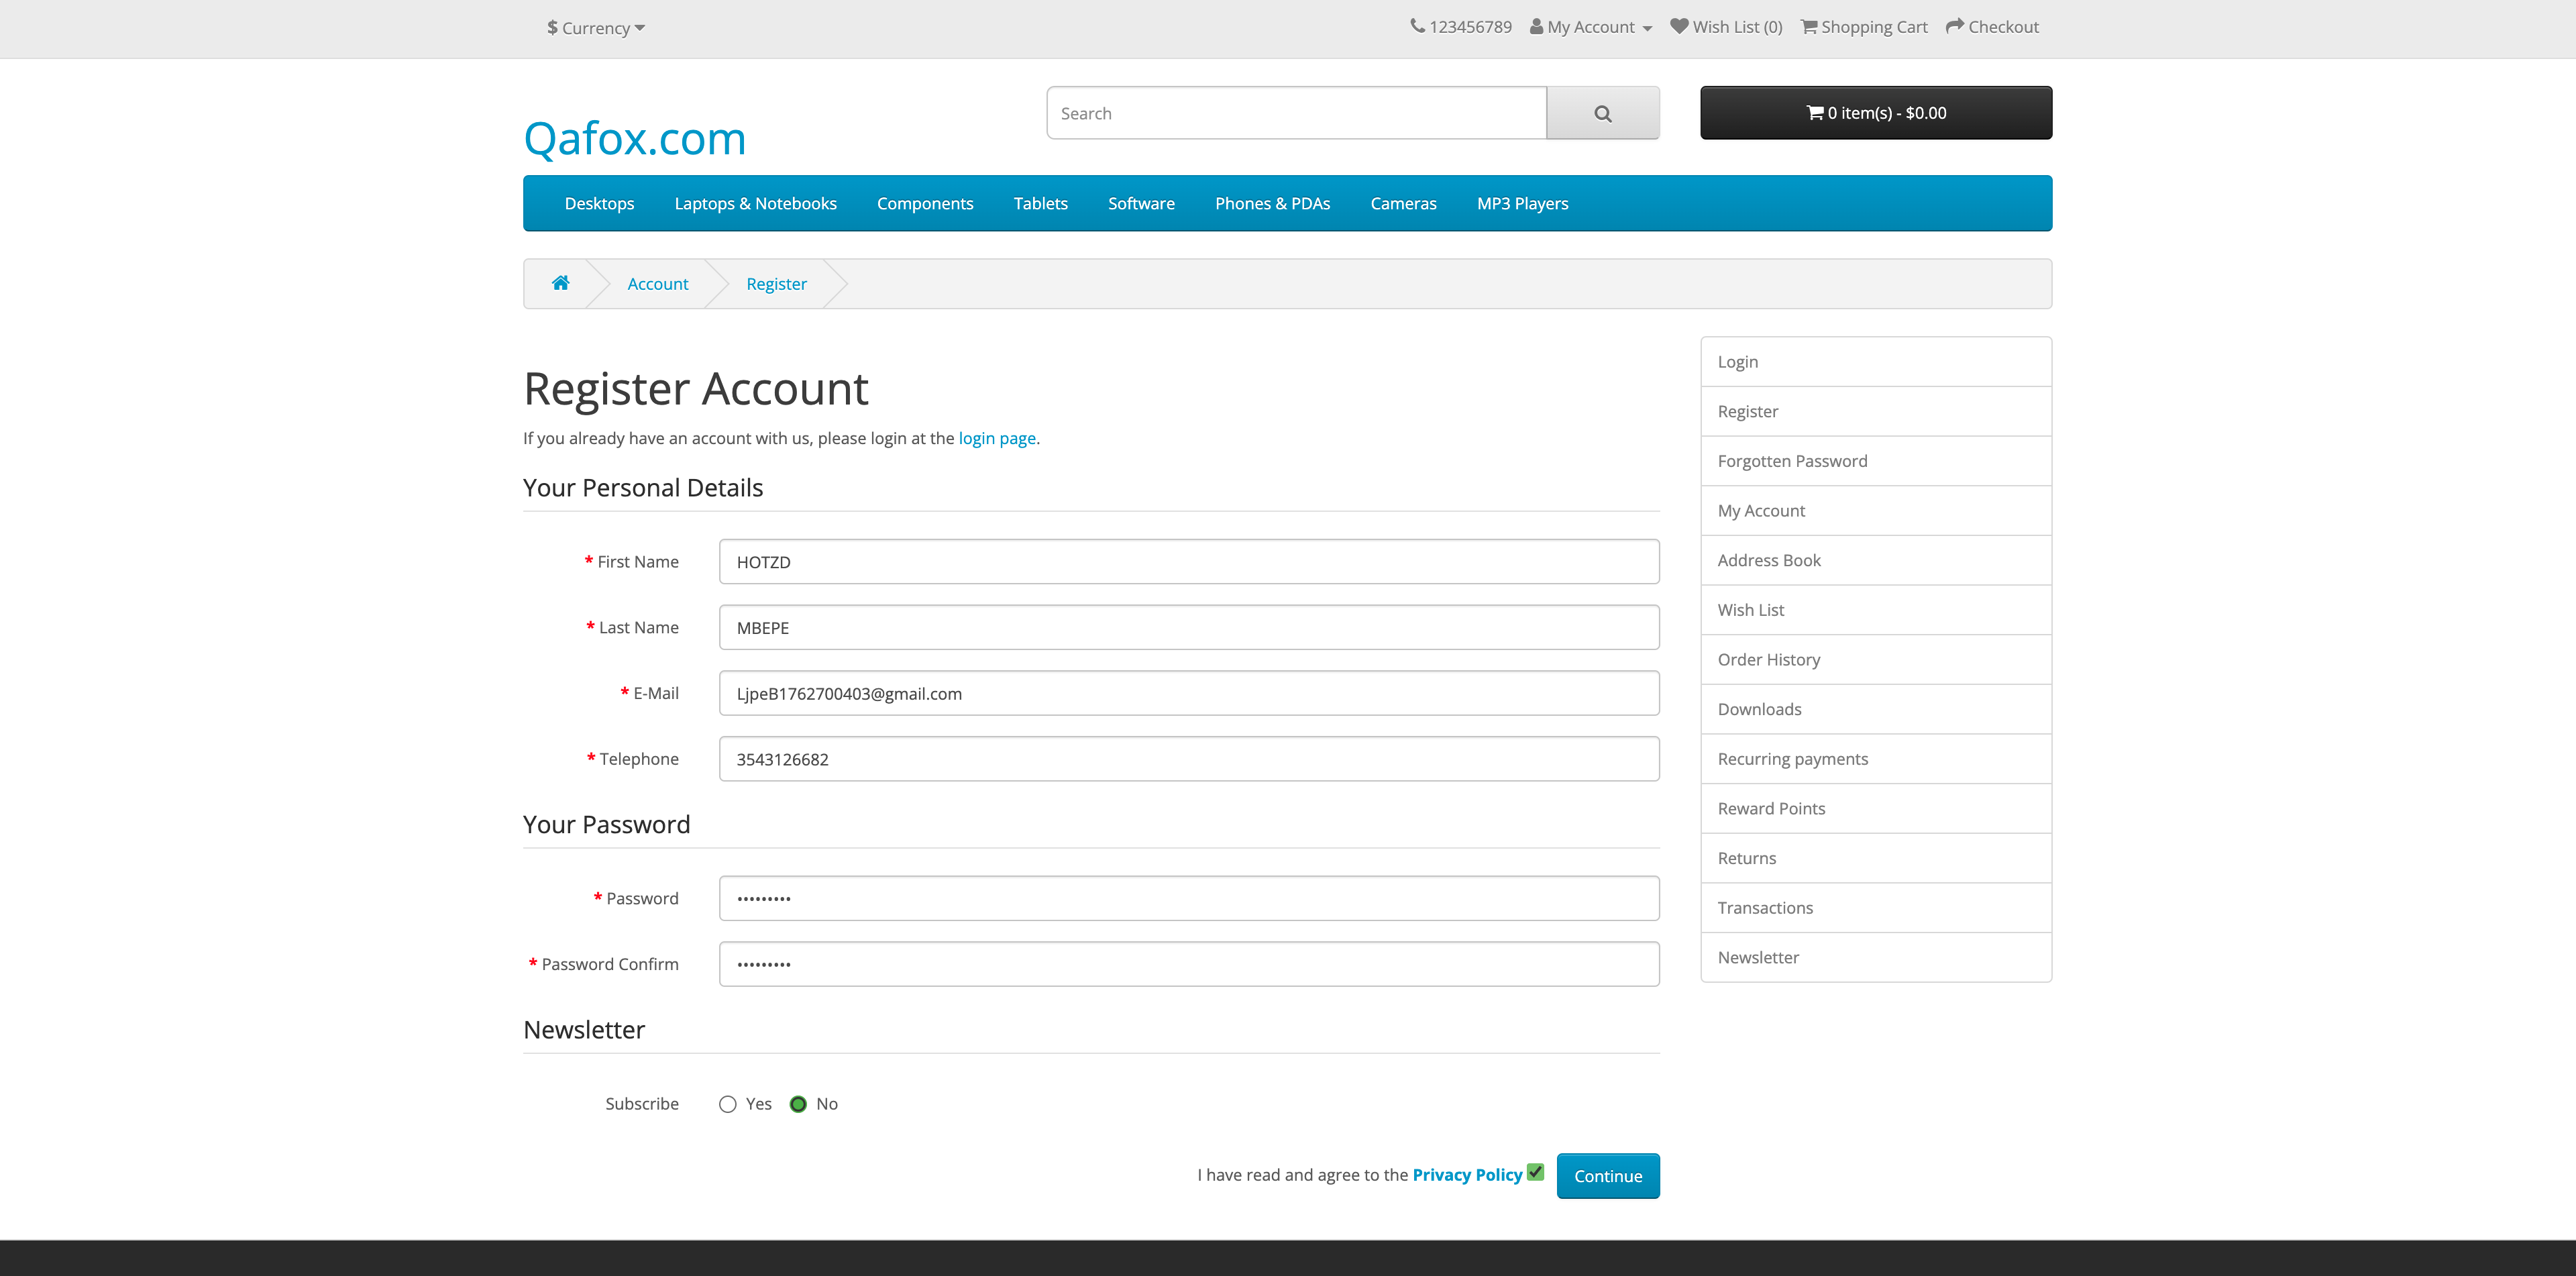 $ Currency
123456789 My Account Wish List (0) Shopping Cart Checkout
Qafox.com
Search
0 item(s) - $0.00
Desktops Laptops & Notebooks Components Tablets Software Phones & PDAs Cameras MP3 Players
Account Register
Register Account
If you already have an account with us, please login at the login page.
Your Personal Details
* First Name HOTZD
* Last Name MBEPE
* E-Mail LjpeB1762700403@gmail.com
* Telephone 3543126682
Your Password
* Password •••••••••
* Password Confirm •••••••••
Newsletter
Subscribe Yes No
I have read and agree to the Privacy Policy Continue
Login
Register
Forgotten Password
My Account
Address Book
Wish List
Order History
Downloads
Recurring payments
Reward Points
Returns
Transactions
Newsletter